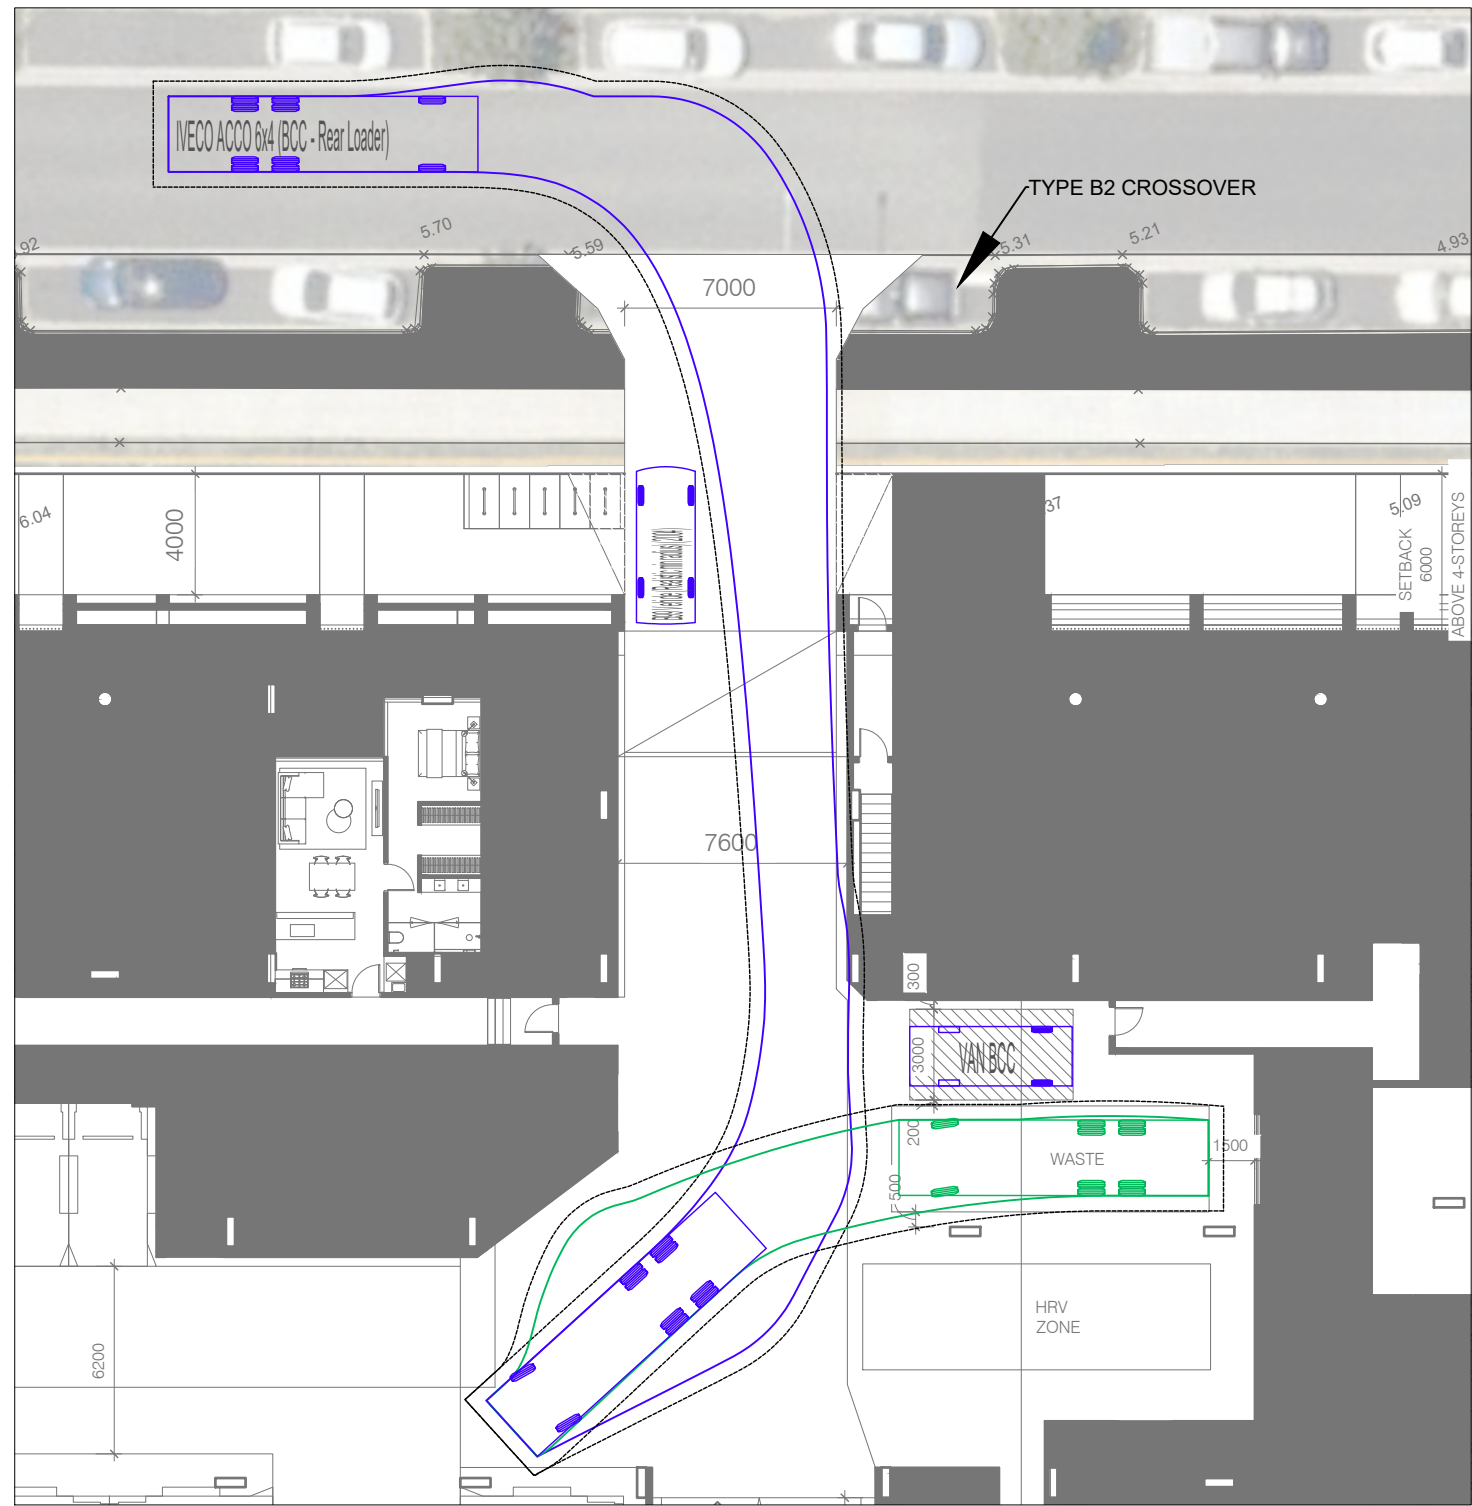 IVECO ACCO 6x4 (BCC - Rear Loader)
TYPE B2 CROSSOVER
.92
5.70
5.59
5.31
5.21
4.93
7000
6.04
4000
.37
5.09
SETBACK
6000
ABOVE 4-STOREYS
7600
300
3000
VAN BCC
200
WASTE
1500
500
HRV
ZONE
6200